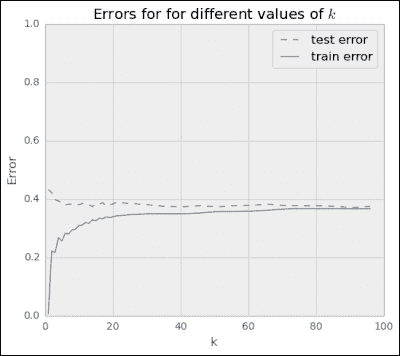 Errors for for different values of k
1.0
test error
train error
0.8
0.6
Error
0.4
0.2
0.0
0 20 40 60 80 100
k